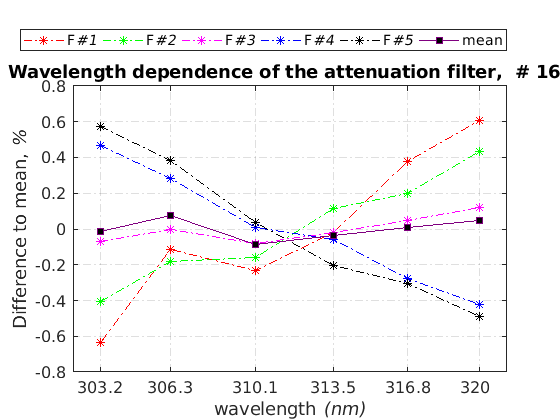 F#1 F#2 F#3 F#4 F#5 mean
Wavelength dependence of the attenuation filter, # 16
Difference to mean, %
0.8
0.6
0.4
0.2
0
-0.2
-0.4
-0.6
-0.8
303.2 306.3 310.1 313.5 316.8 320
wavelength (nm)